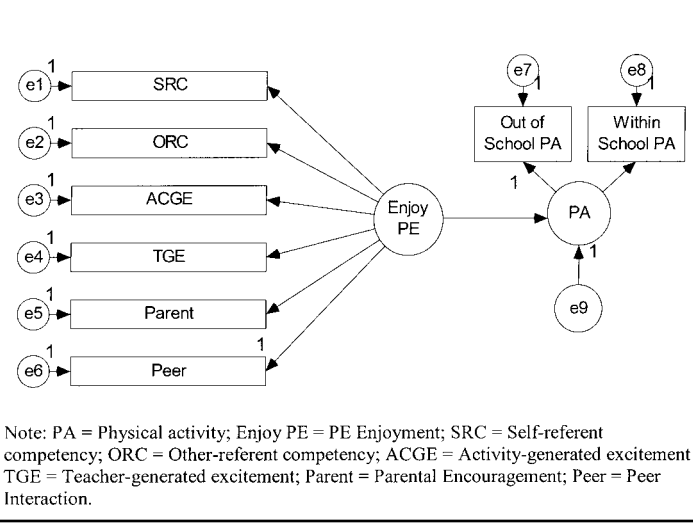 e1 1 SRC
e2 1 ORC
e3 1 ACGE
e4 1 TGE
e5 1 Parent
e6 1 Peer 1
Enjoy
PE
e7 1
e8 1
Out of
School PA
Within
School PA
1
PA
1
e9
Note: PA = Physical activity; Enjoy PE = PE Enjoyment; SRC = Self-referent
competency; ORC = Other-referent competency; ACGE = Activity-generated excitement
TGE = Teacher-generated excitement; Parent = Parental Encouragement; Peer = Peer
Interaction.